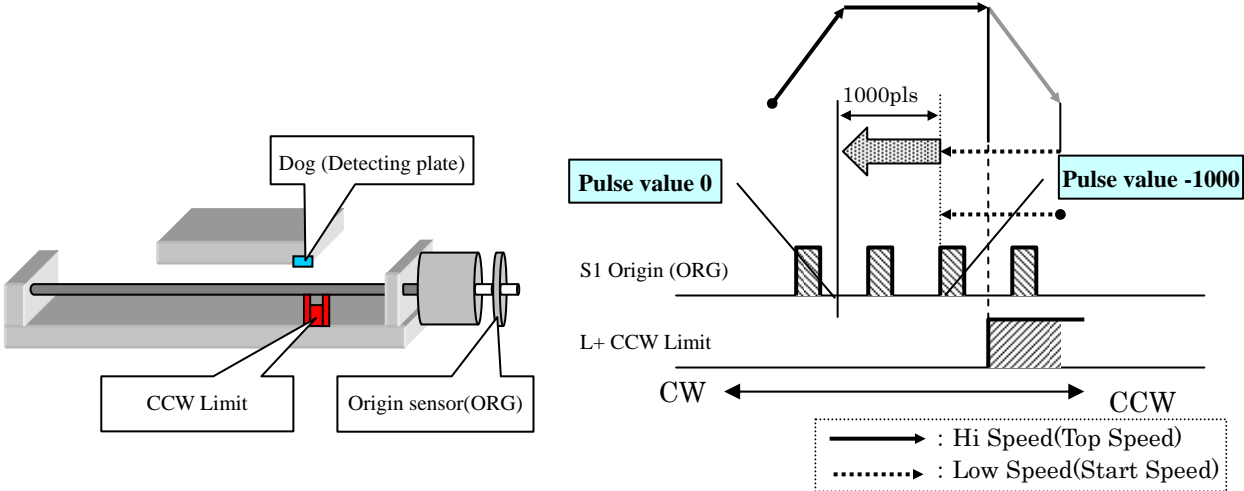 Dog (Detecting plate)
CCW Limit
Origin sensor(ORG)
1000pls
Pulse value 0
Pulse value -1000
S1 Origin (ORG)
L+ CCW Limit
CW
CCW
: Hi Speed(Top Speed)
: Low Speed(Start Speed)